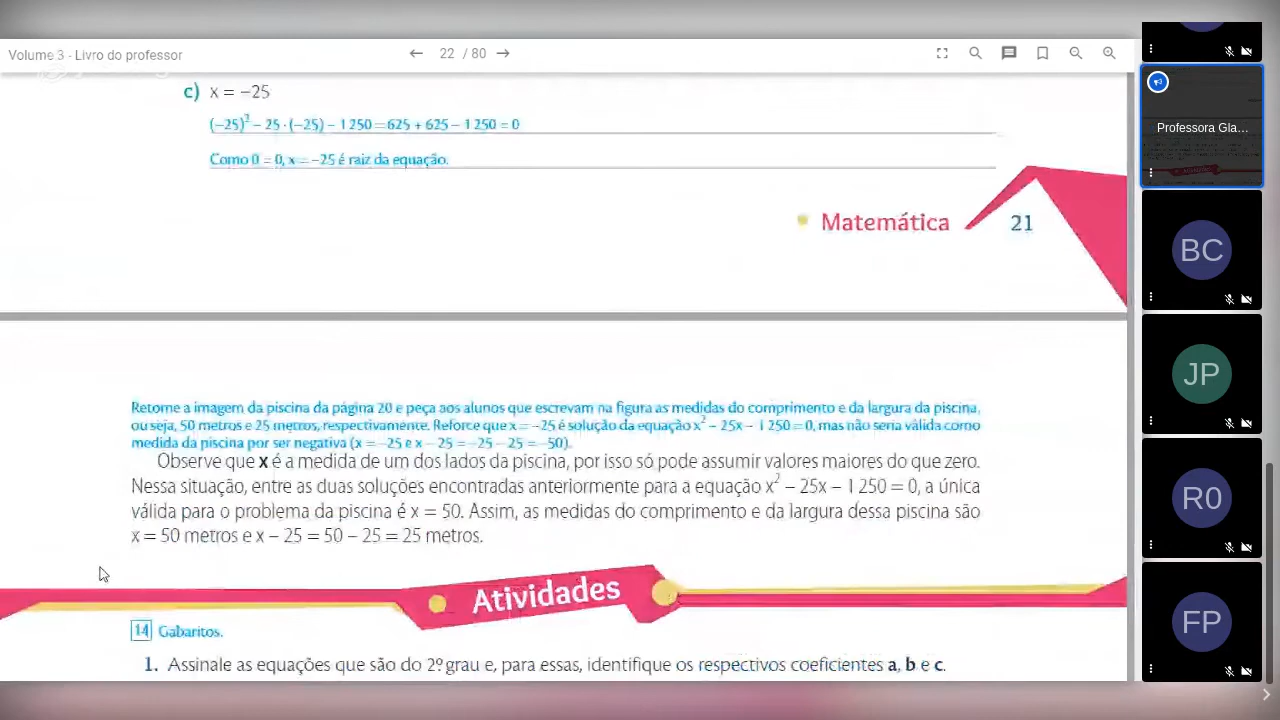 Volume 3 - Livro do professor
22 / 80
c) x = −25
(−25)² − 25 · (−25) − 1 250 = 625 + 625 − 1 250 = 0
Como 0 = 0, x = −25 é raiz da equação.
Matemática 21
Retome a imagem da piscina da página 20 e peça aos alunos que escrevam na figura as medidas do comprimento e da largura da piscina,
ou seja, 50 metros e 25 metros, respectivamente. Reforce que x = −25 é solução da equação x² − 25x − 1 250 = 0, mas não seria válida como
medida da piscina por ser negativa (x = −25 e x − 25 = −25 − 25 = −50).
Observe que x é a medida de um dos lados da piscina, por isso só pode assumir valores maiores do que zero.
Nessa situação, entre as duas soluções encontradas anteriormente para a equação x² − 25x − 1 250 = 0, a única
válida para o problema da piscina é x = 50. Assim, as medidas do comprimento e da largura dessa piscina são
x = 50 metros e x − 25 = 50 − 25 = 25 metros.
Atividades
14 Gabaritos.
1. Assinale as equações que são do 2º grau e, para essas, identifique os respectivos coeficientes a, b e c.
Professora Gla...
BC
JP
R0
FP